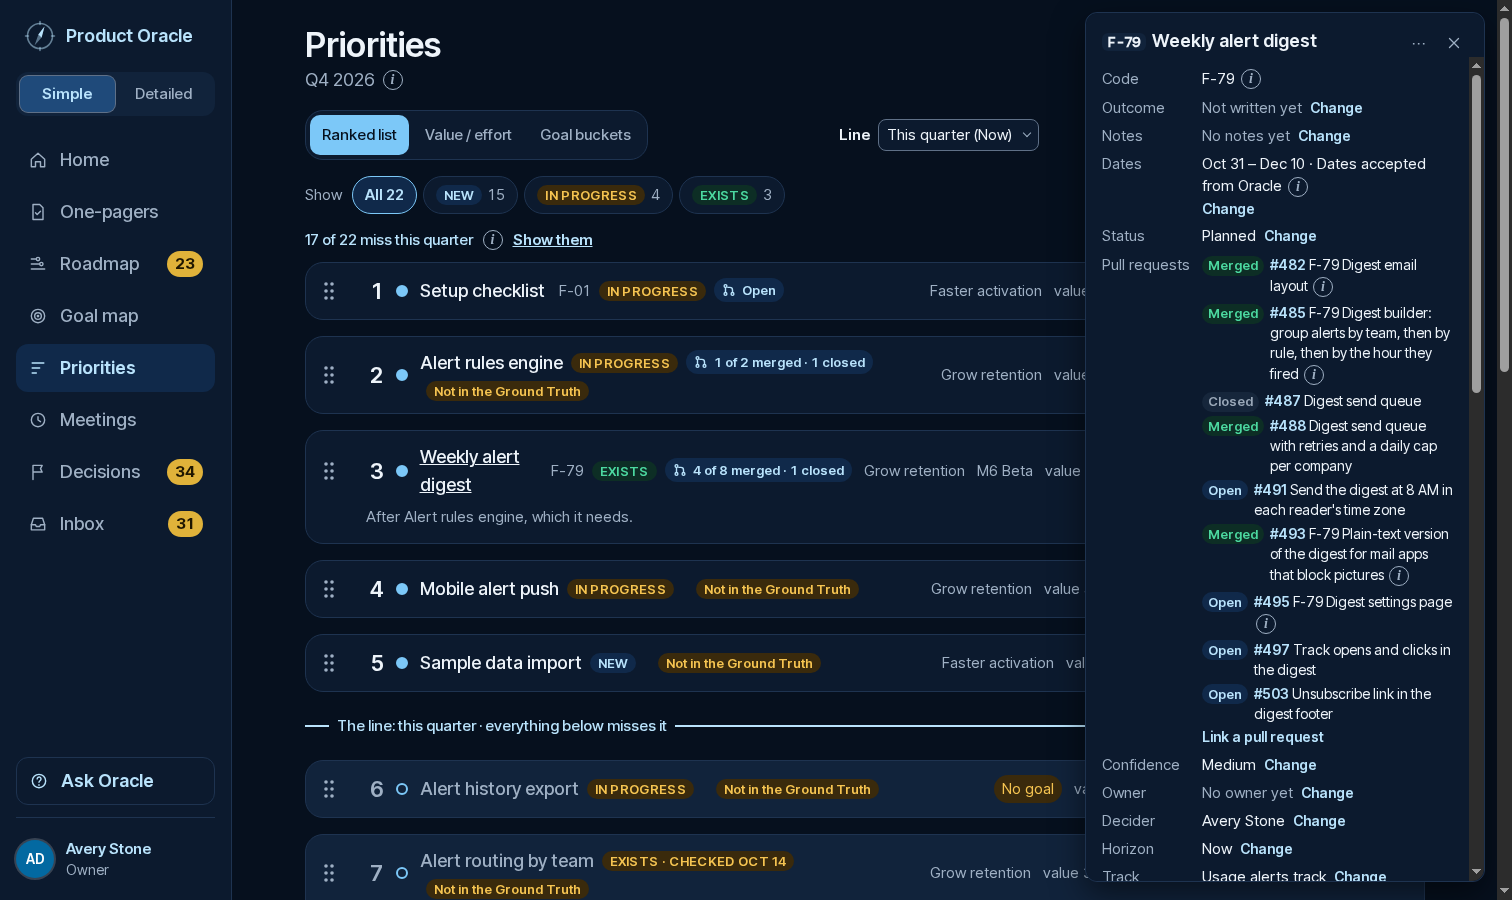 Product Oracle
Simple
Detailed
Home
One-pagers
Roadmap 23
Goal map
Priorities
Meetings
Decisions 34
Inbox 31
Ask Oracle
AD
Avery Stone
Owner
Priorities
Q4 2026 i
Ranked list
Value / effort
Goal buckets
Line This quarter (Now)
Show All 22 NEW 15 IN PROGRESS 4 EXISTS 3
17 of 22 miss this quarter i Show them
1 Setup checklist F-01 IN PROGRESS Open Faster activation value
2 Alert rules engine IN PROGRESS 1 of 2 merged · 1 closed Grow retention value
Not in the Ground Truth
3 Weekly alert digest F-79 EXISTS 4 of 8 merged · 1 closed Grow retention M6 Beta value
After Alert rules engine, which it needs.
4 Mobile alert push IN PROGRESS Not in the Ground Truth Grow retention value
5 Sample data import NEW Not in the Ground Truth Faster activation
The line: this quarter · everything below misses it
6 Alert history export IN PROGRESS Not in the Ground Truth No goal
7 Alert routing by team EXISTS · CHECKED OCT 14 Grow retention value
Not in the Ground Truth
F-79 Weekly alert digest ...
Code F-79 i
Outcome Not written yet Change
Notes No notes yet Change
Dates Oct 31 – Dec 10 · Dates accepted
from Oracle i
Change
Status Planned Change
Pull requests Merged #482 F-79 Digest email
layout i
Merged #485 F-79 Digest builder:
group alerts by team, then by
rule, then by the hour they
fired i
Closed #487 Digest send queue
Merged #488 Digest send queue
with retries and a daily cap
per company
Open #491 Send the digest at 8 AM in
each reader's time zone
Merged #493 F-79 Plain-text version
of the digest for mail apps
that block pictures i
Open #495 F-79 Digest settings page
i
Open #497 Track opens and clicks in
the digest
Open #503 Unsubscribe link in the
digest footer
Link a pull request
Confidence Medium Change
Owner No owner yet Change
Decider Avery Stone Change
Horizon Now Change
Track Usage alerts track Change